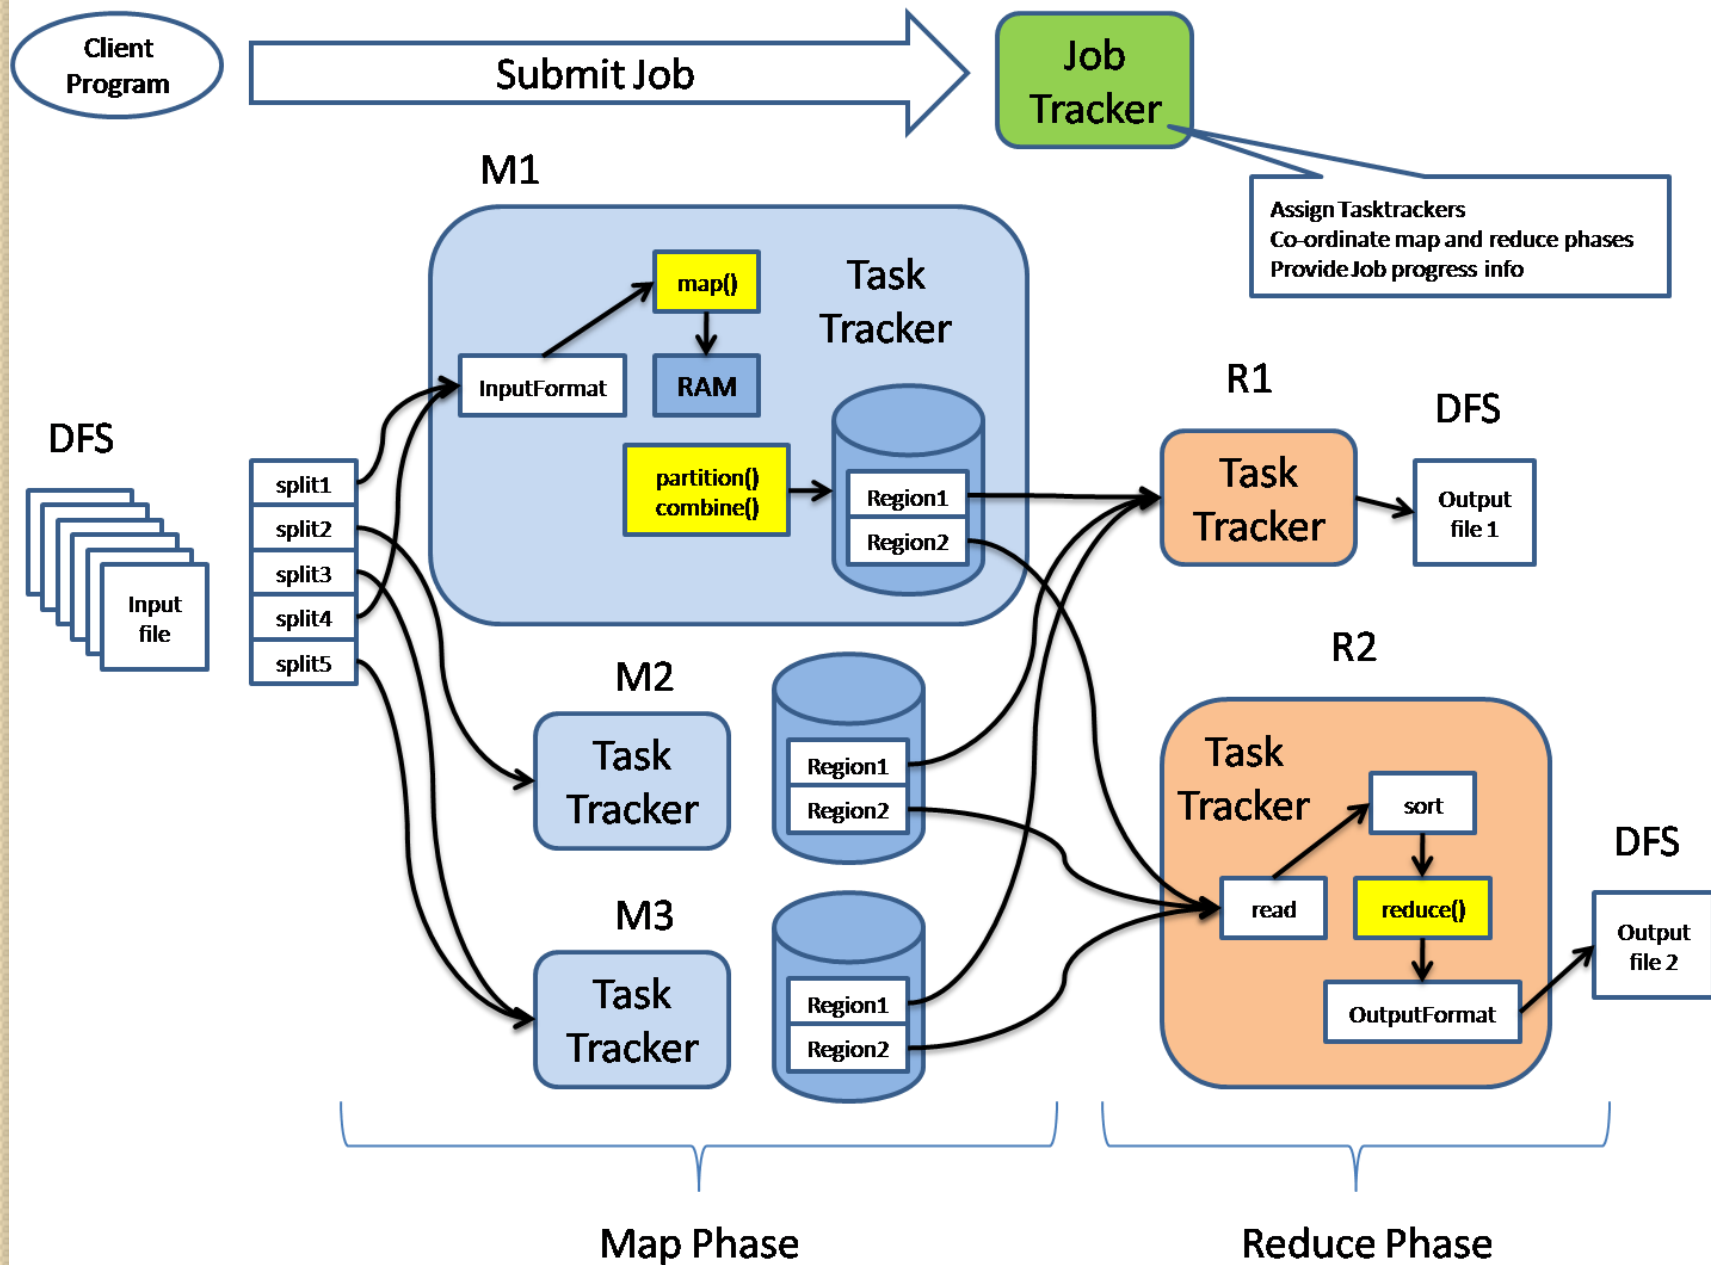 Client
Program
Submit Job
Job
Tracker
Assign Tasktrackers
Co-ordinate map and reduce phases
Provide Job progress info
M1
Task
Tracker
map()
InputFormat
RAM
partition()
combine()
Region1
Region2
DFS
Input
file
split1
split2
split3
split4
split5
M2
Task
Tracker
Region1
Region2
M3
Task
Tracker
Region1
Region2
R1
Task
Tracker
DFS
Output
file 1
R2
Task
Tracker
sort
read
reduce()
OutputFormat
DFS
Output
file 2
Map Phase
Reduce Phase